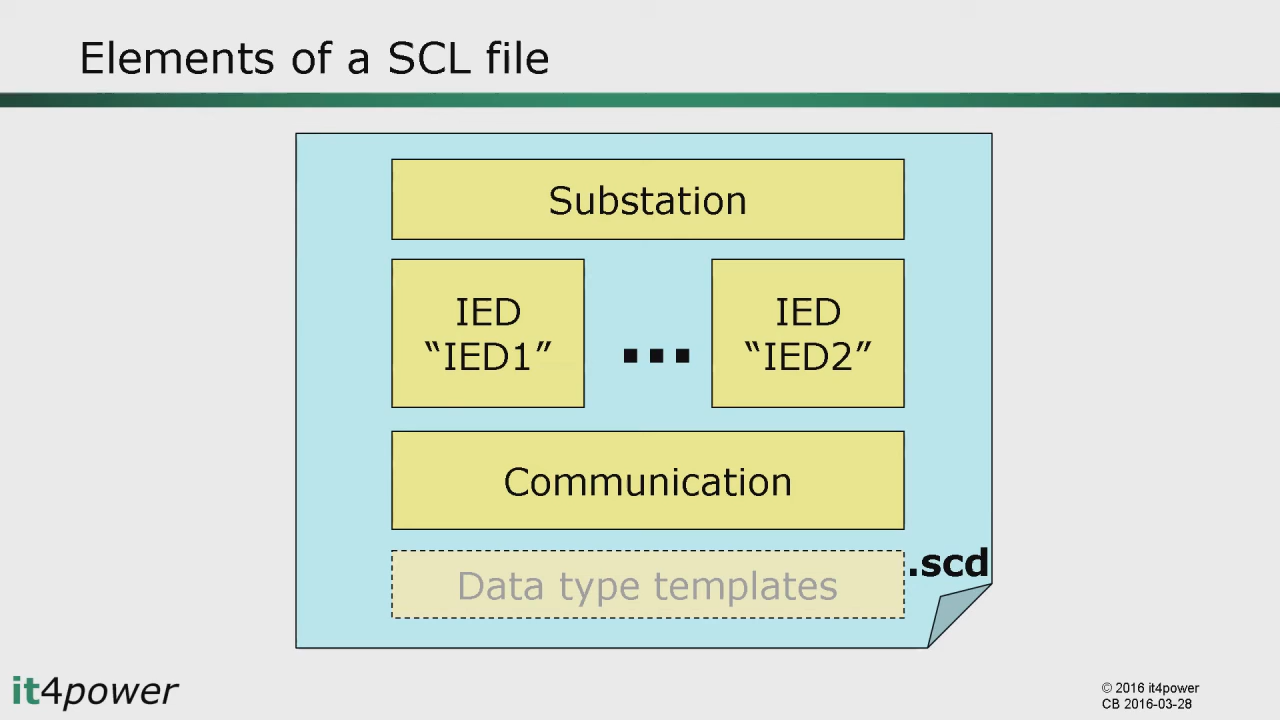 Elements of a SCL file
Substation
IED
“IED1”
...
IED
“IED2”
Communication
Data type templates
.scd
it4power
© 2016 it4power
CB 2016-03-28